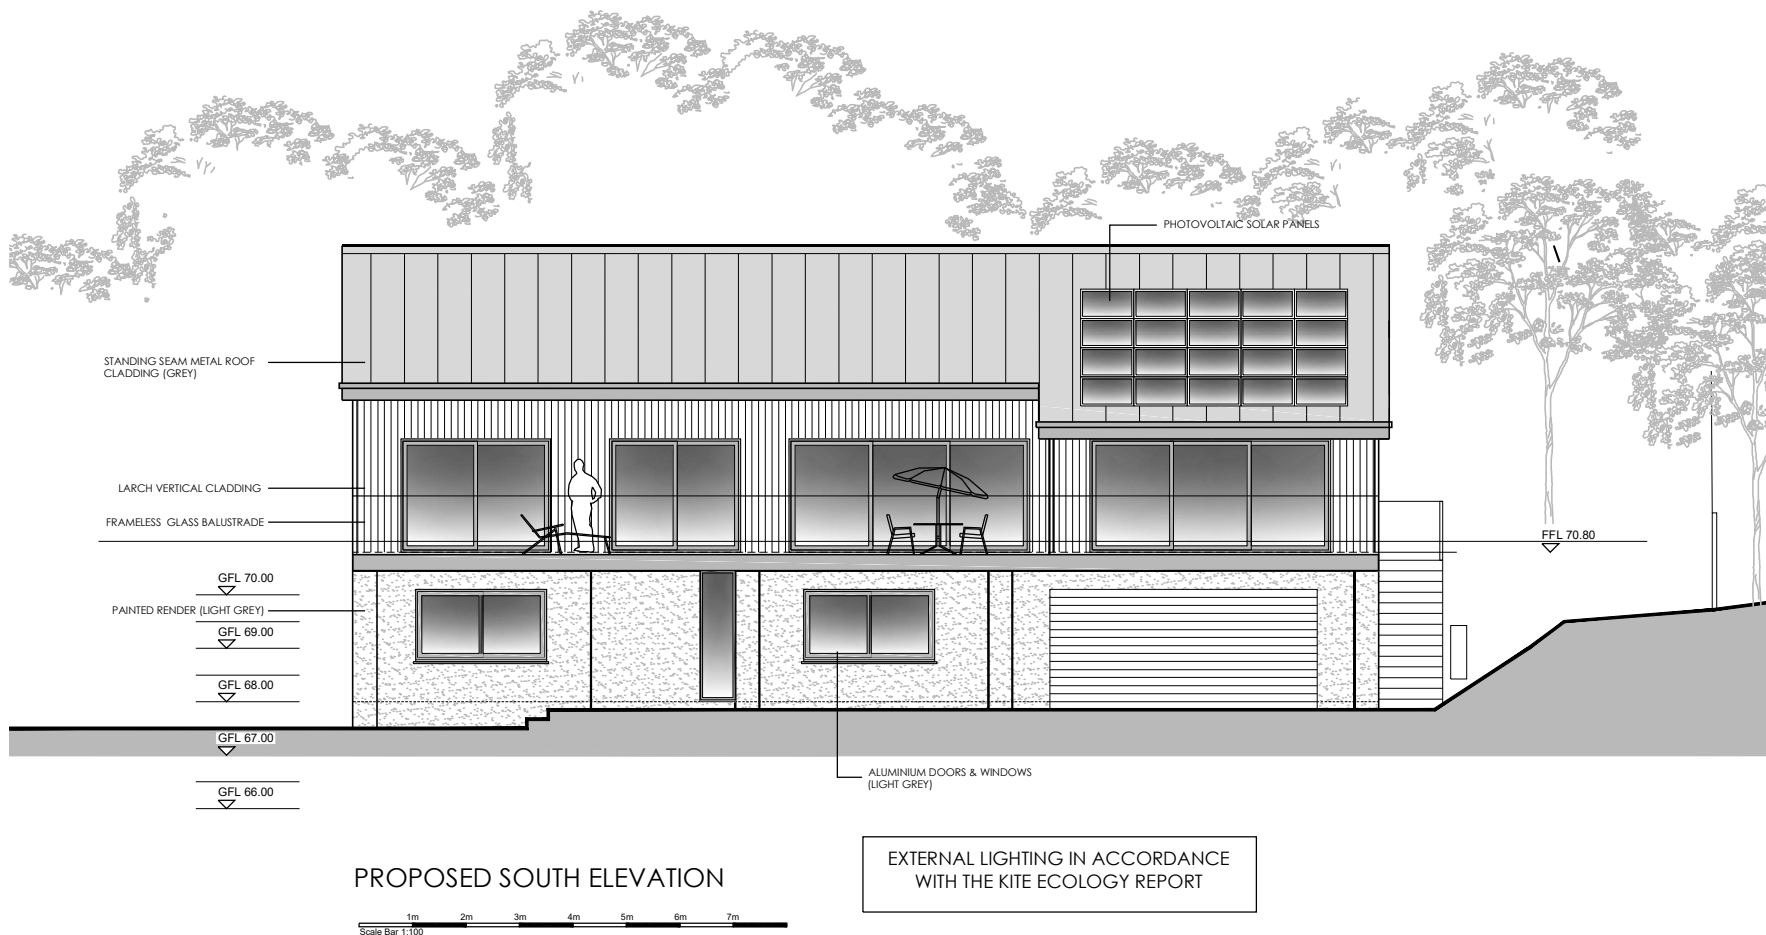 PHOTOVOLTAIC SOLAR PANELS
STANDING SEAM METAL ROOF
CLADDING (GREY)
LARCH VERTICAL CLADDING
FRAMELESS GLASS BALUSTRADE
FFL 70.80
GFL 70.00
PAINTED RENDER (LIGHT GREY)
GFL 69.00
GFL 68.00
GFL 67.00
ALUMINIUM DOORS & WINDOWS
(LIGHT GREY)
GFL 66.00
EXTERNAL LIGHTING IN ACCORDANCE
WITH THE KITE ECOLOGY REPORT
PROPOSED SOUTH ELEVATION
1m 2m 3m 4m 5m 6m 7m
Scale Bar 1:100